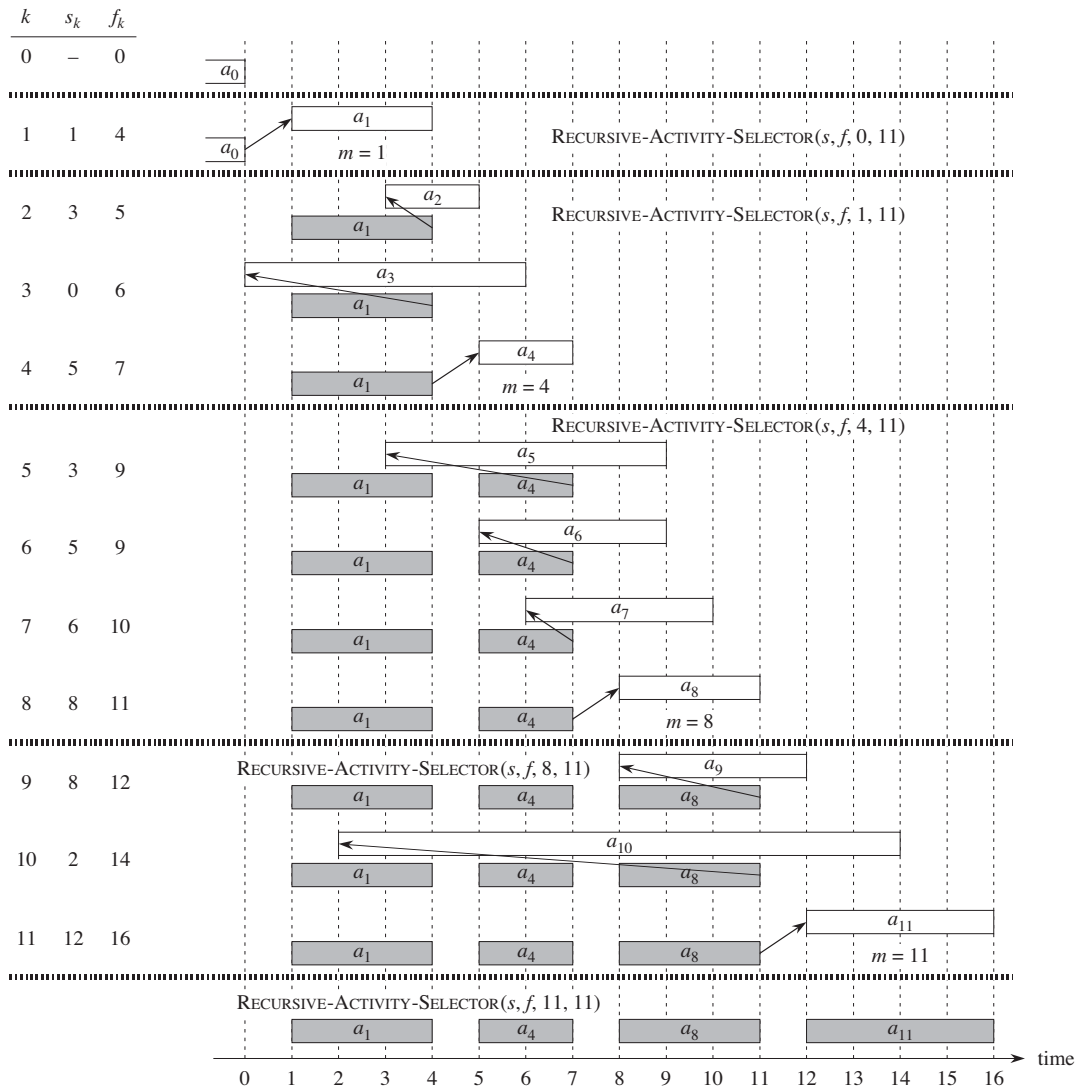 k s_k f_k
0 – 0
a_0
1 1 4
a_1
a_0
m = 1
RECURSIVE-ACTIVITY-SELECTOR(s, f, 0, 11)
2 3 5
a_2
a_1
RECURSIVE-ACTIVITY-SELECTOR(s, f, 1, 11)
3 0 6
a_3
a_1
4 5 7
a_4
a_1
m = 4
RECURSIVE-ACTIVITY-SELECTOR(s, f, 4, 11)
5 3 9
a_5
a_1 a_4
6 5 9
a_6
a_1 a_4
7 6 10
a_7
a_1 a_4
8 8 11
a_8
a_1 a_4
m = 8
RECURSIVE-ACTIVITY-SELECTOR(s, f, 8, 11)
9 8 12
a_9
a_1 a_4 a_8
10 2 14
a_10
a_1 a_4 a_8
11 12 16
a_11
a_1 a_4 a_8
m = 11
RECURSIVE-ACTIVITY-SELECTOR(s, f, 11, 11)
a_1 a_4 a_8 a_11
time
0 1 2 3 4 5 6 7 8 9 10 11 12 13 14 15 16